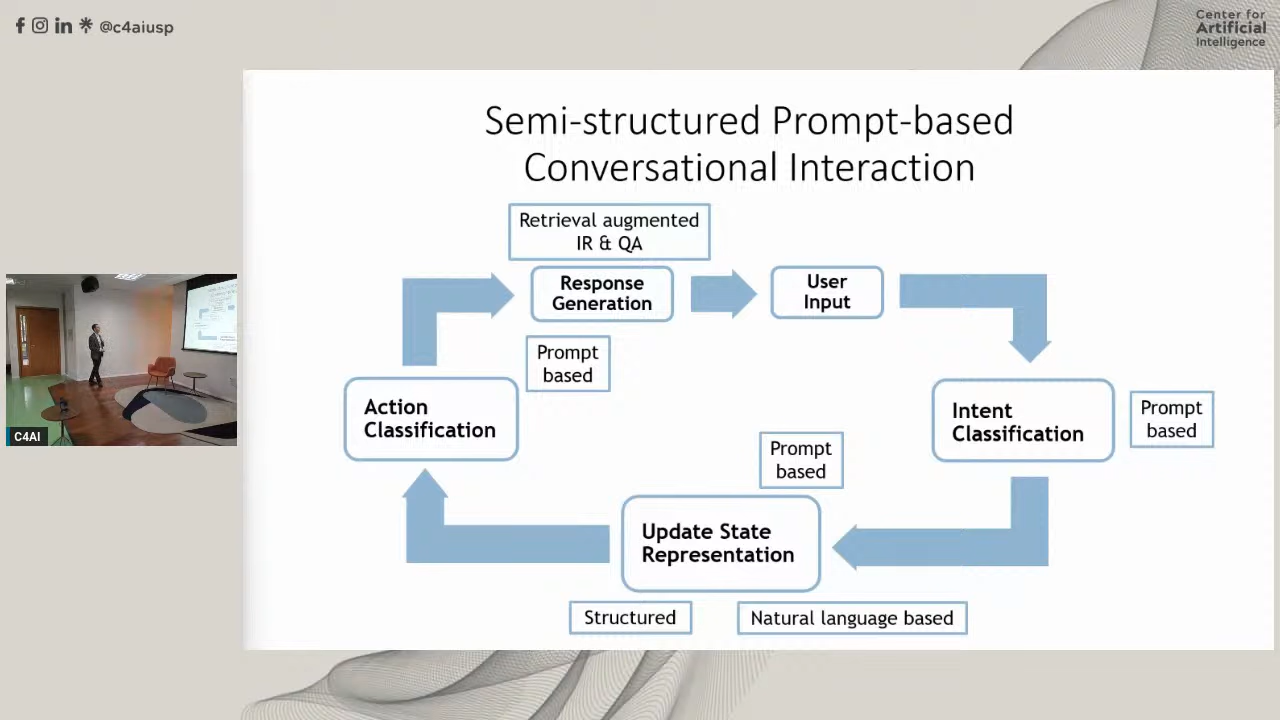 @c4aiusp
Center for
Artificial
Intelligence
Semi-structured Prompt-based
Conversational Interaction
Retrieval augmented
IR & QA
Response
Generation
User
Input
Prompt
based
Action
Classification
Intent
Classification
Prompt
based
Prompt
based
Update State
Representation
Structured
Natural language based
C4AI